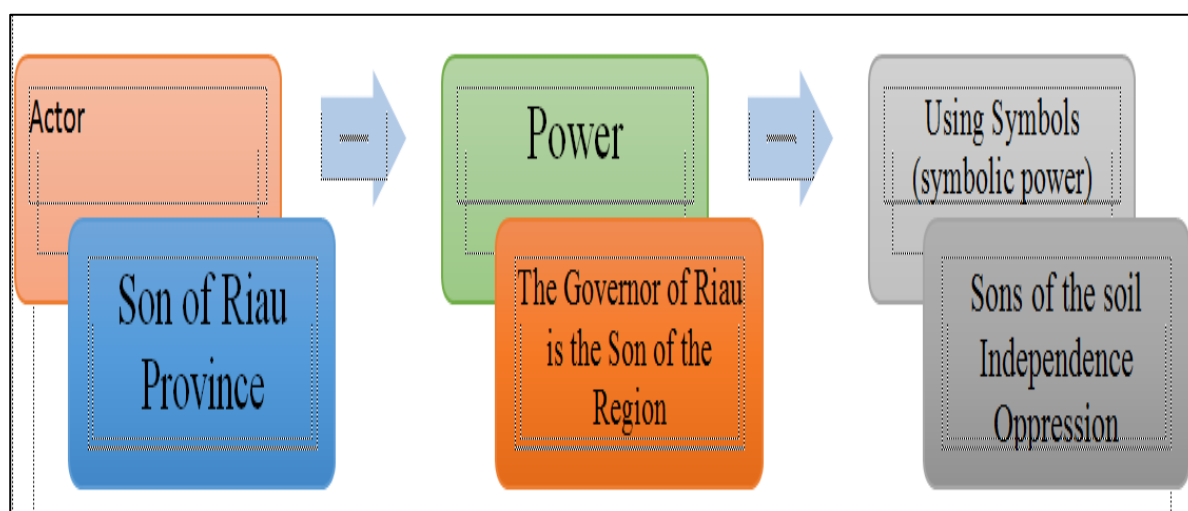 Actor
Son of Riau
Province
Power
The Governor of Riau
is the Son of the
Region
Using Symbols
(symbolic power)
Sons of the soil
Independence
Oppression